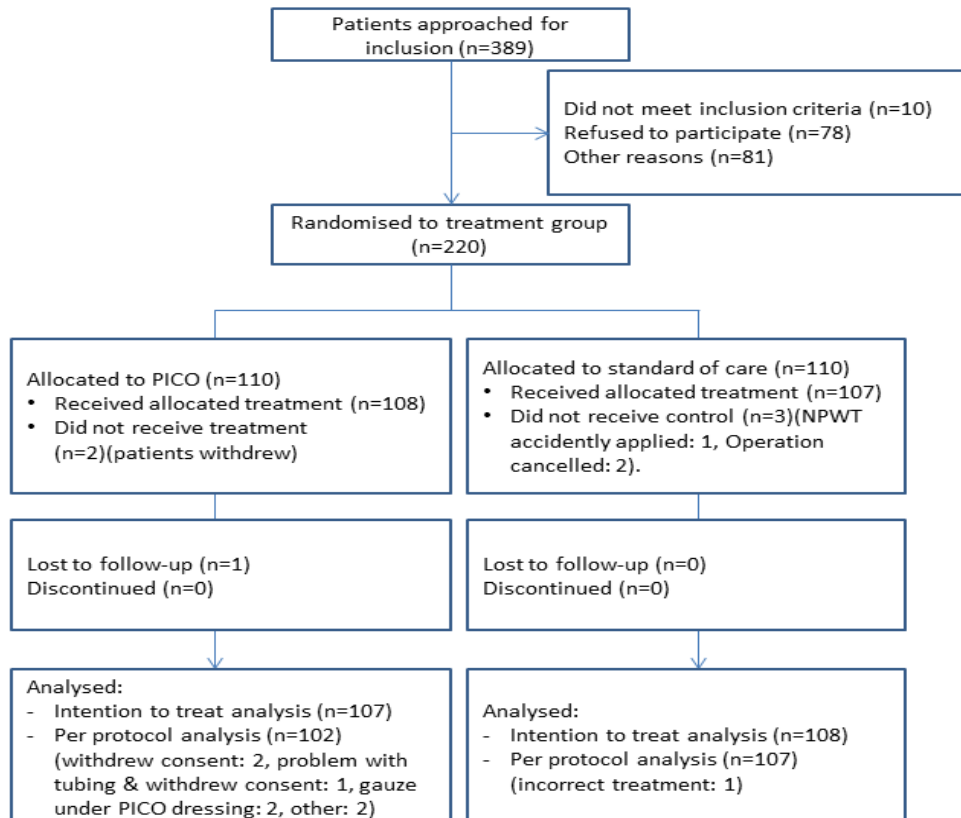 Patients approached for
inclusion (n=389)
Did not meet inclusion criteria (n=10)
Refused to participate (n=78)
Other reasons (n=81)
Randomised to treatment group
(n=220)
Allocated to PICO (n=110)
• Received allocated treatment (n=108)
• Did not receive treatment
(n=2)(patients withdrew)
Allocated to standard of care (n=110)
• Received allocated treatment (n=107)
• Did not receive control (n=3)(NPWT
accidently applied: 1, Operation
cancelled: 2).
Lost to follow-up (n=1)
Discontinued (n=0)
Lost to follow-up (n=0)
Discontinued (n=0)
Analysed:
- Intention to treat analysis (n=107)
- Per protocol analysis (n=102)
(withdrew consent: 2, problem with
tubing & withdrew consent: 1, gauze
under PICO dressing: 2, other: 2)
Analysed:
- Intention to treat analysis (n=108)
- Per protocol analysis (n=107)
(incorrect treatment: 1)